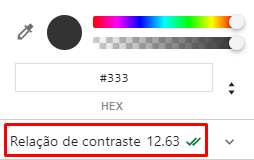 #333
HEX
Relação de contraste 12.63